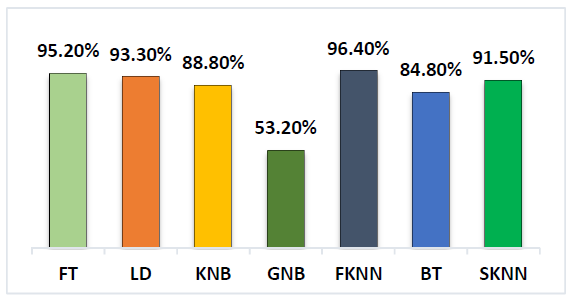 95.20% 93.30% 88.80% 53.20% 96.40% 84.80% 91.50%
FT LD KNB GNB FKNN BT SKNN